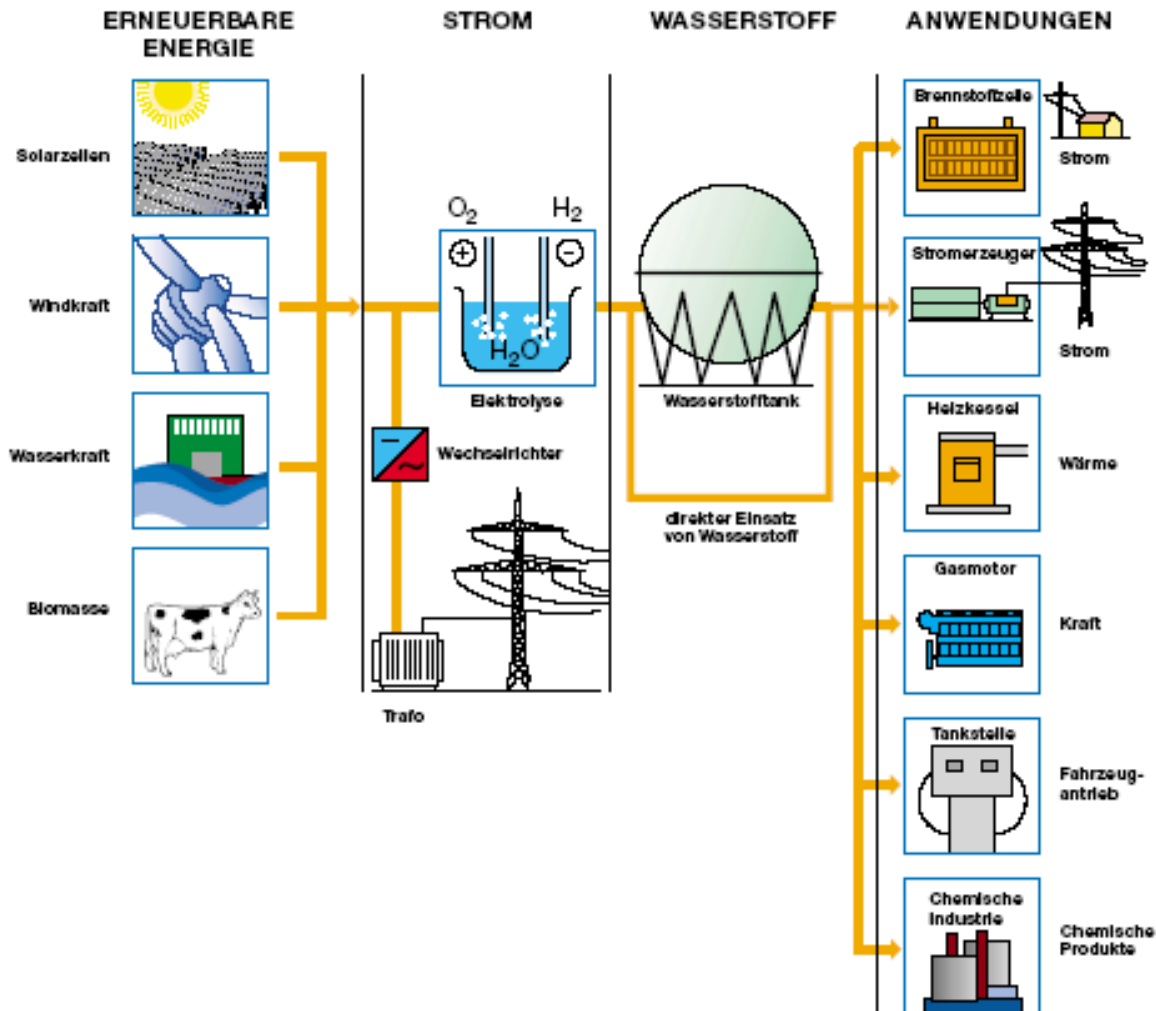 ERNEUERBARE
ENERGIE
STROM
WASSERSTOFF
ANWENDUNGEN
Solarzellen
Windkraft
Wasserkraft
Biomasse
O2
H2
+
−
H2O
Elektrolyse
−
~
Wechselrichter
Trafo
Wasserstofftank
direkter Einsatz
von Wasserstoff
Brennstoffzelle
Strom
Stromerzeuger
Strom
Heizkessel
Wärme
Gasmotor
Kraft
Tankstelle
Fahrzeug-
antrieb
Chemische
Industrie
Chemische
Produkte